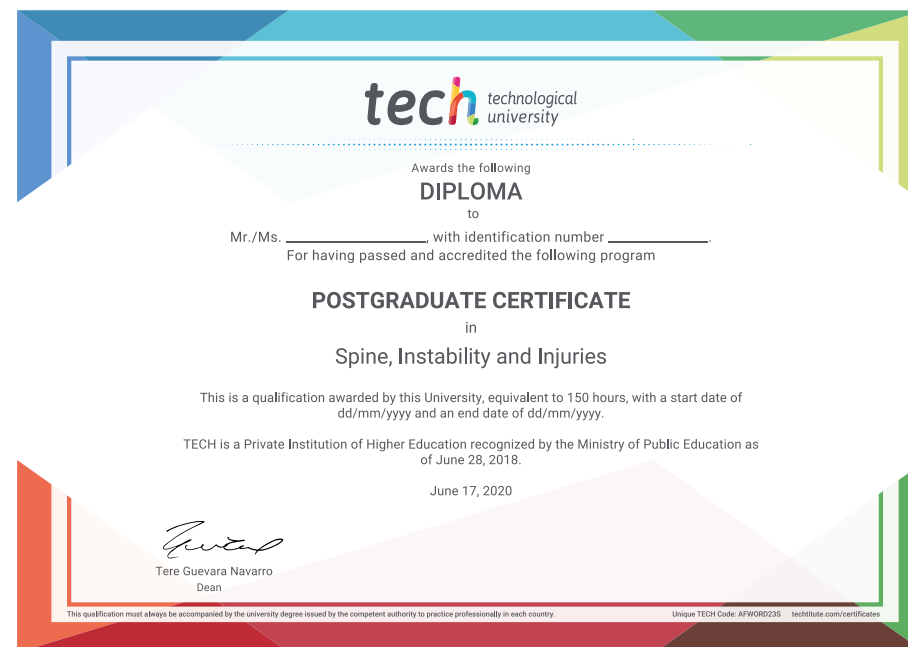 tech technological
university
Awards the following
DIPLOMA
to
Mr./Ms. ____________, with identification number ____________.
For having passed and accredited the following program
POSTGRADUATE CERTIFICATE
in
Spine, Instability and Injuries
This is a qualification awarded by this University, equivalent to 150 hours, with a start date of
dd/mm/yyyy and an end date of dd/mm/yyyy.
TECH is a Private Institution of Higher Education recognized by the Ministry of Public Education as
of June 28, 2018.
June 17, 2020
Tere Guevara Navarro
Dean
This qualification must always be accompanied by the university degree issued by the competent authority to practice professionally in each country. Unique TECH Code: AFWORD23S techtitute.com/certificates